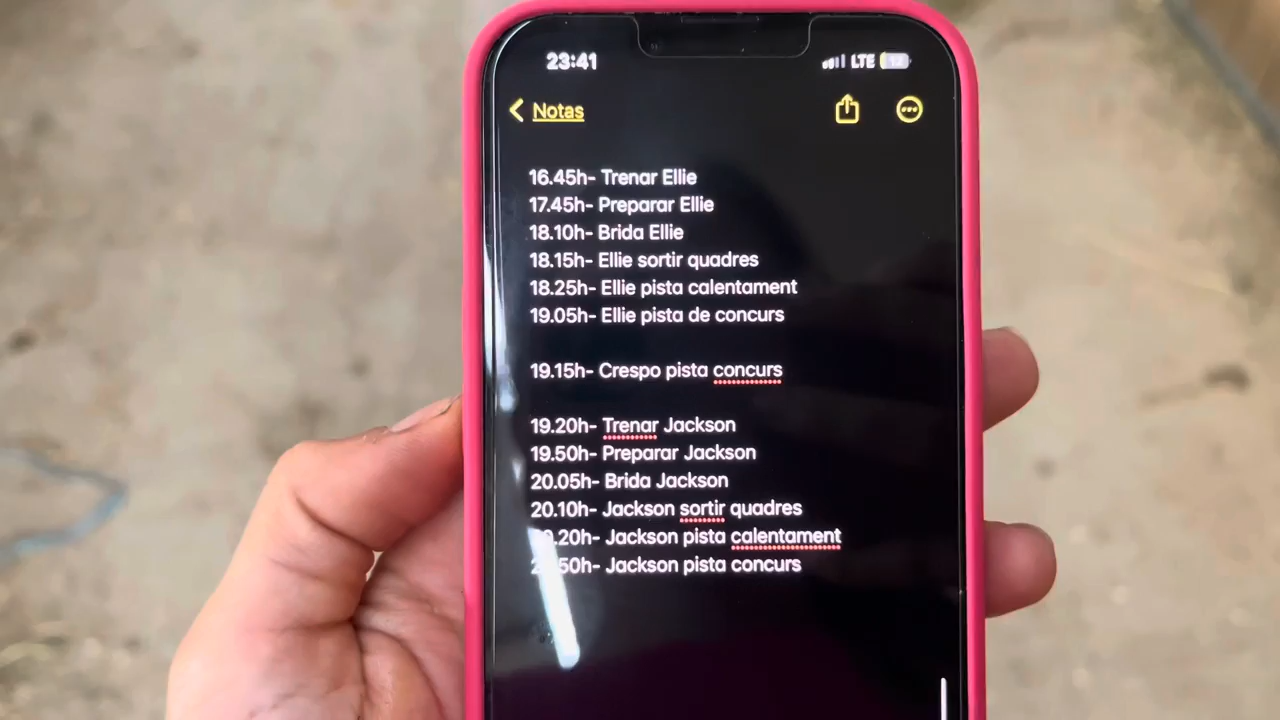 23:41
LTE
Notas
16.45h- Trenar Ellie
17.45h- Preparar Ellie
18.10h- Brida Ellie
18.15h- Ellie sortir quadres
18.25h- Ellie pista calentament
19.05h- Ellie pista de concurs
19.15h- Crespo pista concurs
19.20h- Trenar Jackson
19.50h- Preparar Jackson
20.05h- Brida Jackson
20.10h- Jackson sortir quadres
Jackson pista calentament
Jackson pista concurs